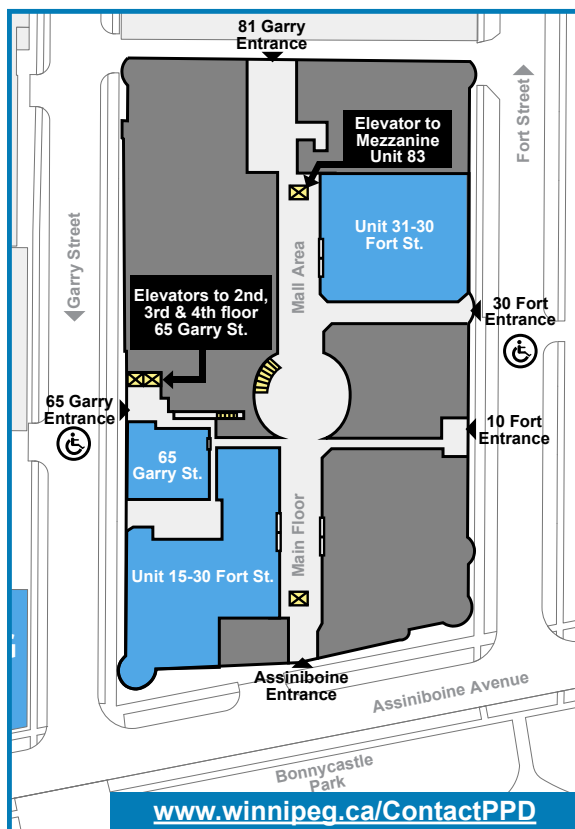 81 Garry
Entrance
Elevator to
Mezzanine
Unit 83
Fort Street
Unit 31-30
Fort St.
Mall Area
Garry Street
Elevators to 2nd,
3rd & 4th floor
65 Garry St.
30 Fort
Entrance
65 Garry
Entrance
10 Fort
Entrance
65
Garry St.
Unit 15-30 Fort St.
Main Floor
Assiniboine
Entrance
Assiniboine Avenue
Bonnycastle
Park
www.winnipeg.ca/ContactPPD